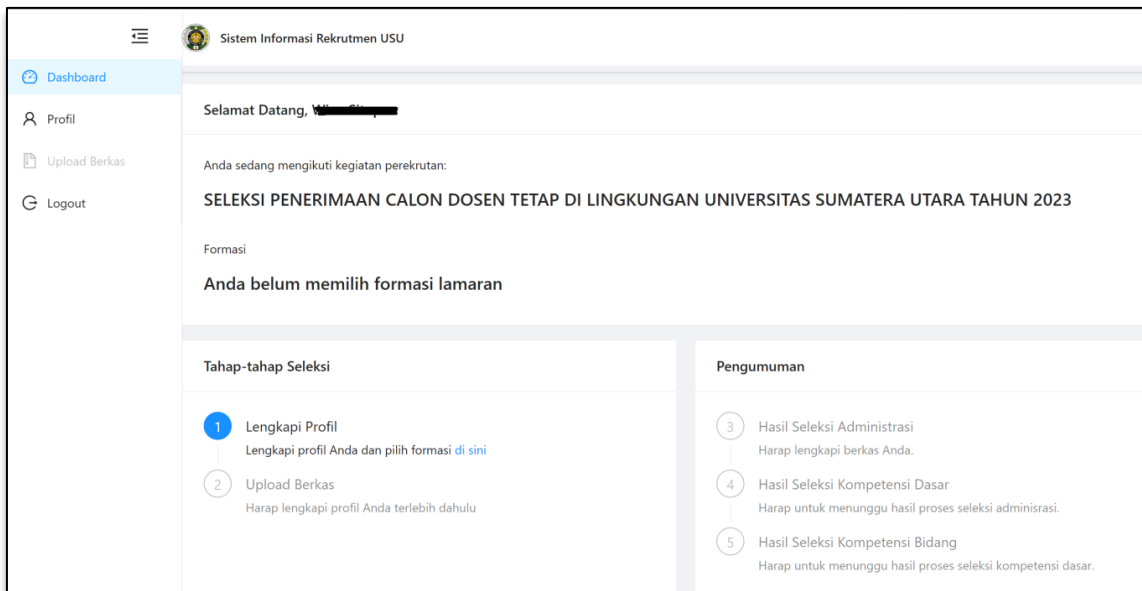 Sistem Informasi Rekrutmen USU
Dashboard
Profil
Upload Berkas
Logout
Selamat Datang,
Anda sedang mengikuti kegiatan perekrutan:
SELEKSI PENERIMAAN CALON DOSEN TETAP DI LINGKUNGAN UNIVERSITAS SUMATERA UTARA TAHUN 2023
Formasi
Anda belum memilih formasi lamaran
Tahap-tahap Seleksi
1 Lengkapi Profil
Lengkapi profil Anda dan pilih formasi di sini
2 Upload Berkas
Harap lengkapi profil Anda terlebih dahulu
Pengumuman
3 Hasil Seleksi Administrasi
Harap lengkapi berkas Anda.
4 Hasil Seleksi Kompetensi Dasar
Harap untuk menunggu hasil proses seleksi adminisrasi.
5 Hasil Seleksi Kompetensi Bidang
Harap untuk menunggu hasil proses seleksi kompetensi dasar.